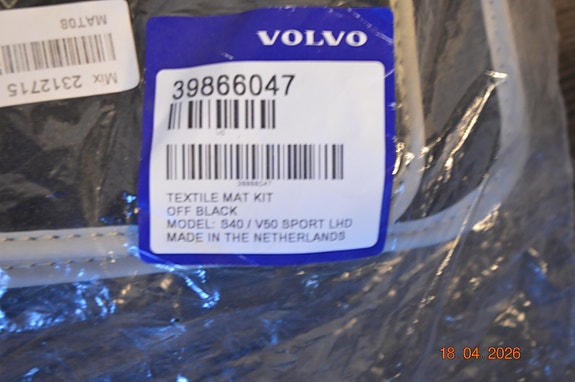 VOLVO
39866047
39866047
TEXTILE MAT KIT
OFF BLACK
MODEL: S40 / V50 SPORT LHD
MADE IN THE NETHERLANDS
Mix 2312715
MAT08
18 04 2026